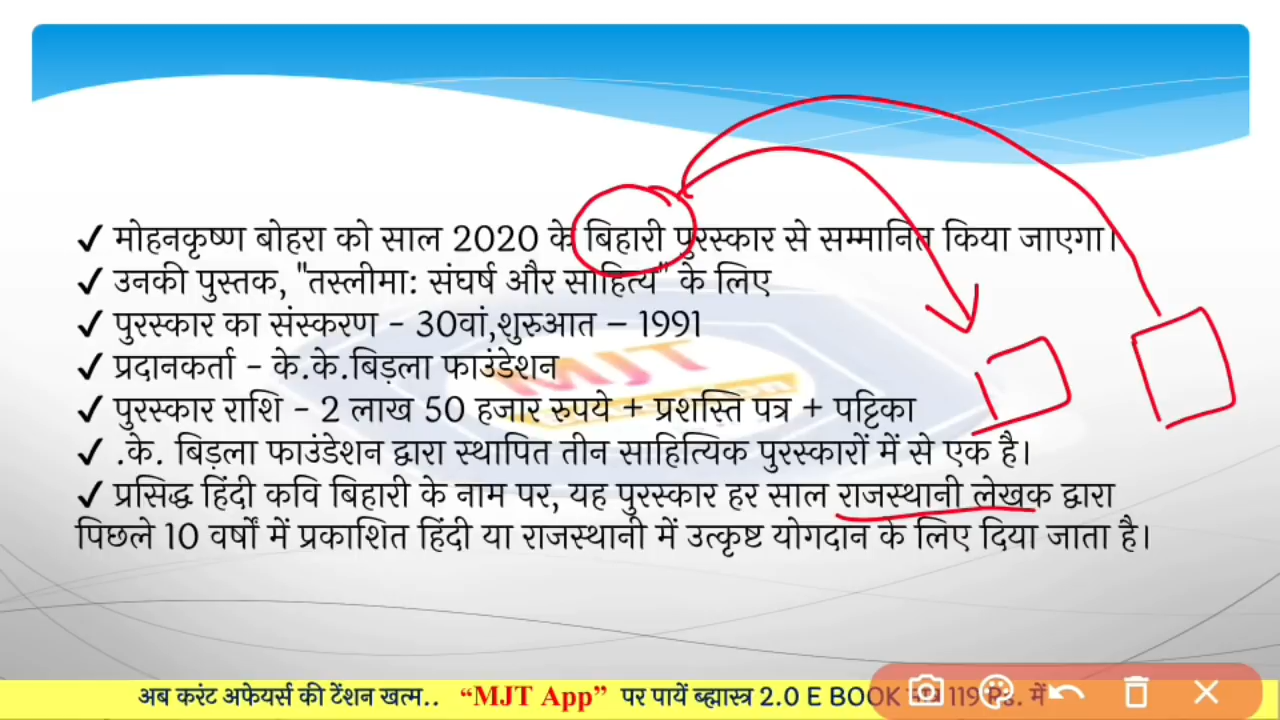 ✓ मोहनकृष्ण बोहरा को साल 2020 के बिहारी पुरस्कार से सम्मानित किया जाएगा।
✓ उनकी पुस्तक, "तस्लीमा: संघर्ष और साहित्य" के लिए
✓ पुरस्कार का संस्करण - 30वां,शुरुआत – 1991
✓ प्रदानकर्ता - के.के.बिड़ला फाउंडेशन
✓ पुरस्कार राशि - 2 लाख 50 हजार रुपये + प्रशस्ति पत्र + पट्टिका
✓ .के. बिड़ला फाउंडेशन द्वारा स्थापित तीन साहित्यिक पुरस्कारों में से एक है।
✓ प्रसिद्ध हिंदी कवि बिहारी के नाम पर, यह पुरस्कार हर साल राजस्थानी लेखक द्वारा
पिछले 10 वर्षों में प्रकाशित हिंदी या राजस्थानी में उत्कृष्ट योगदान के लिए दिया जाता है।
MJT
अब करंट अफेयर्स की टेंशन खत्म.. “MJT App” पर पायें ब्ह्मास्त्र 2.0 E BOOK 119 Rs. में